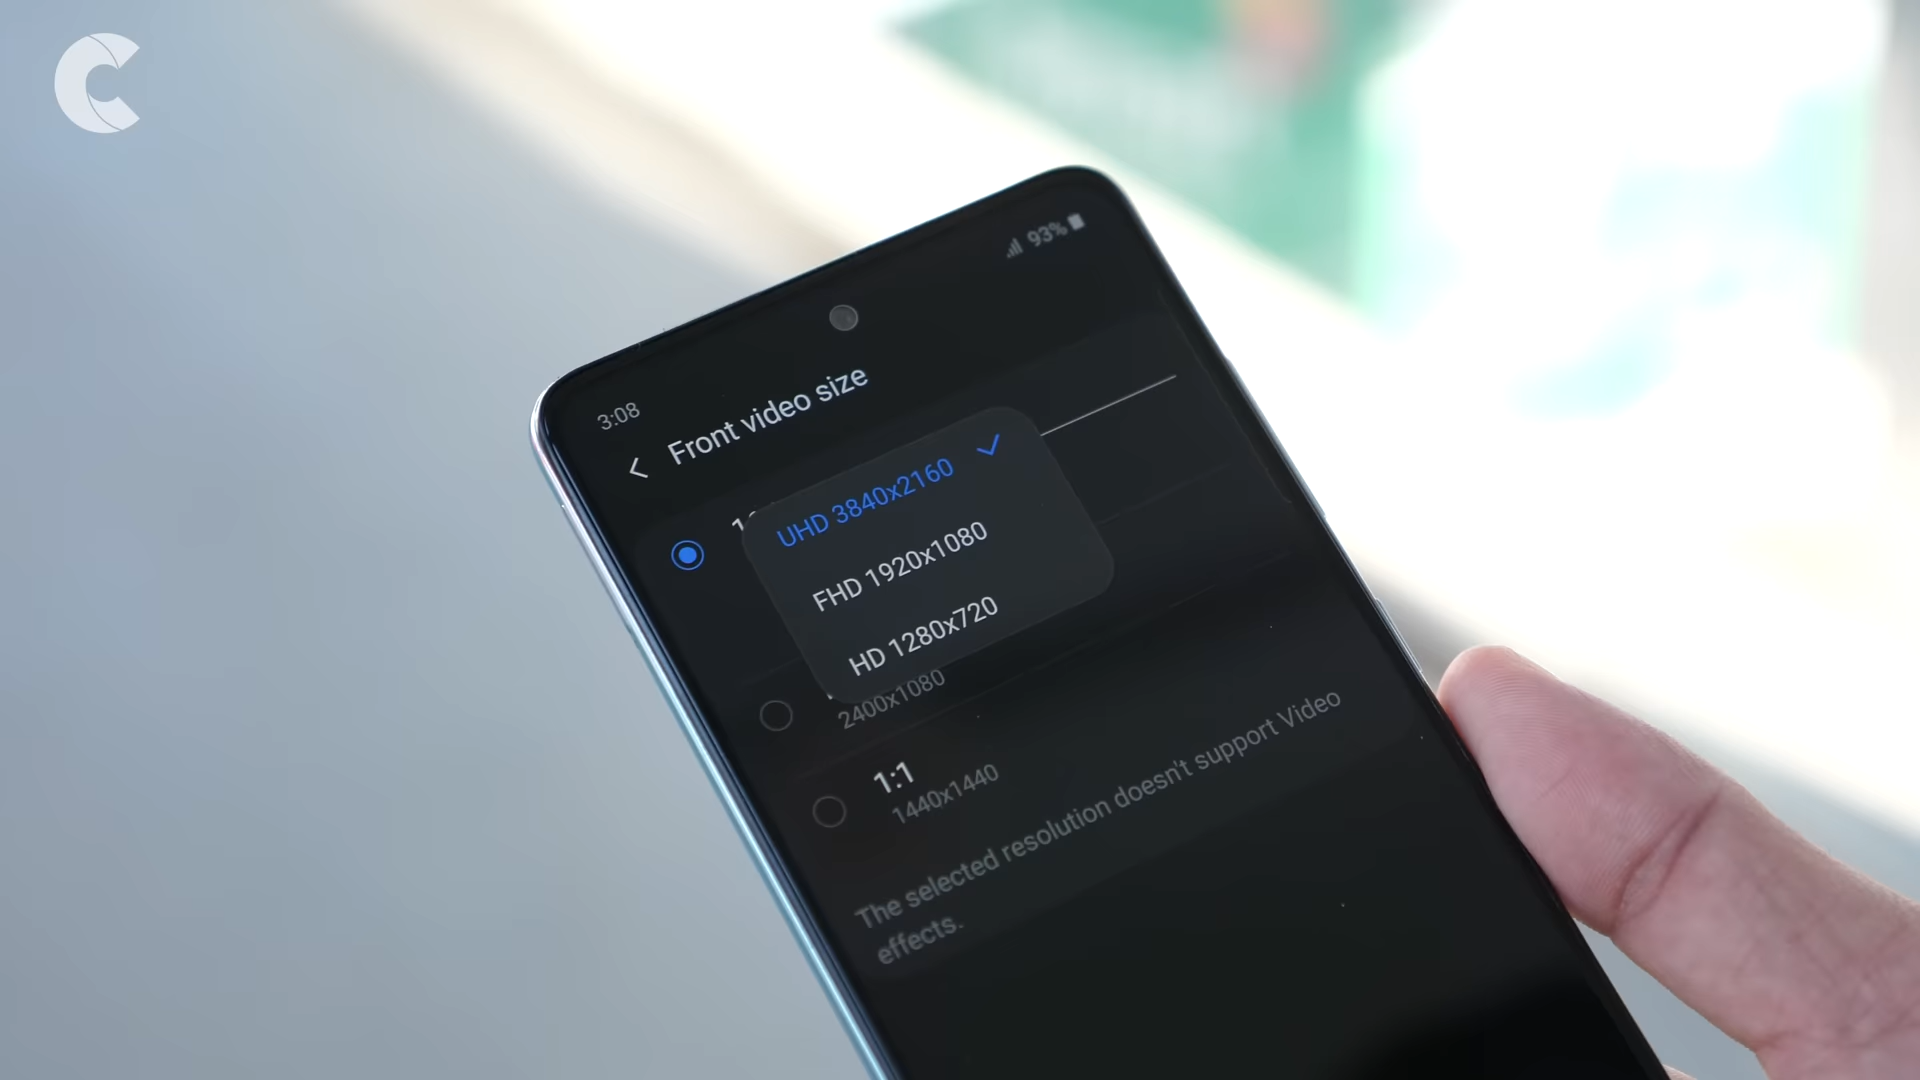 93%
3:08
Front video size
UHD 3840x2160
FHD 1920x1080
HD 1280x720
2400x1080
1:1
1440x1440
The selected resolution doesn't support Video
effects.